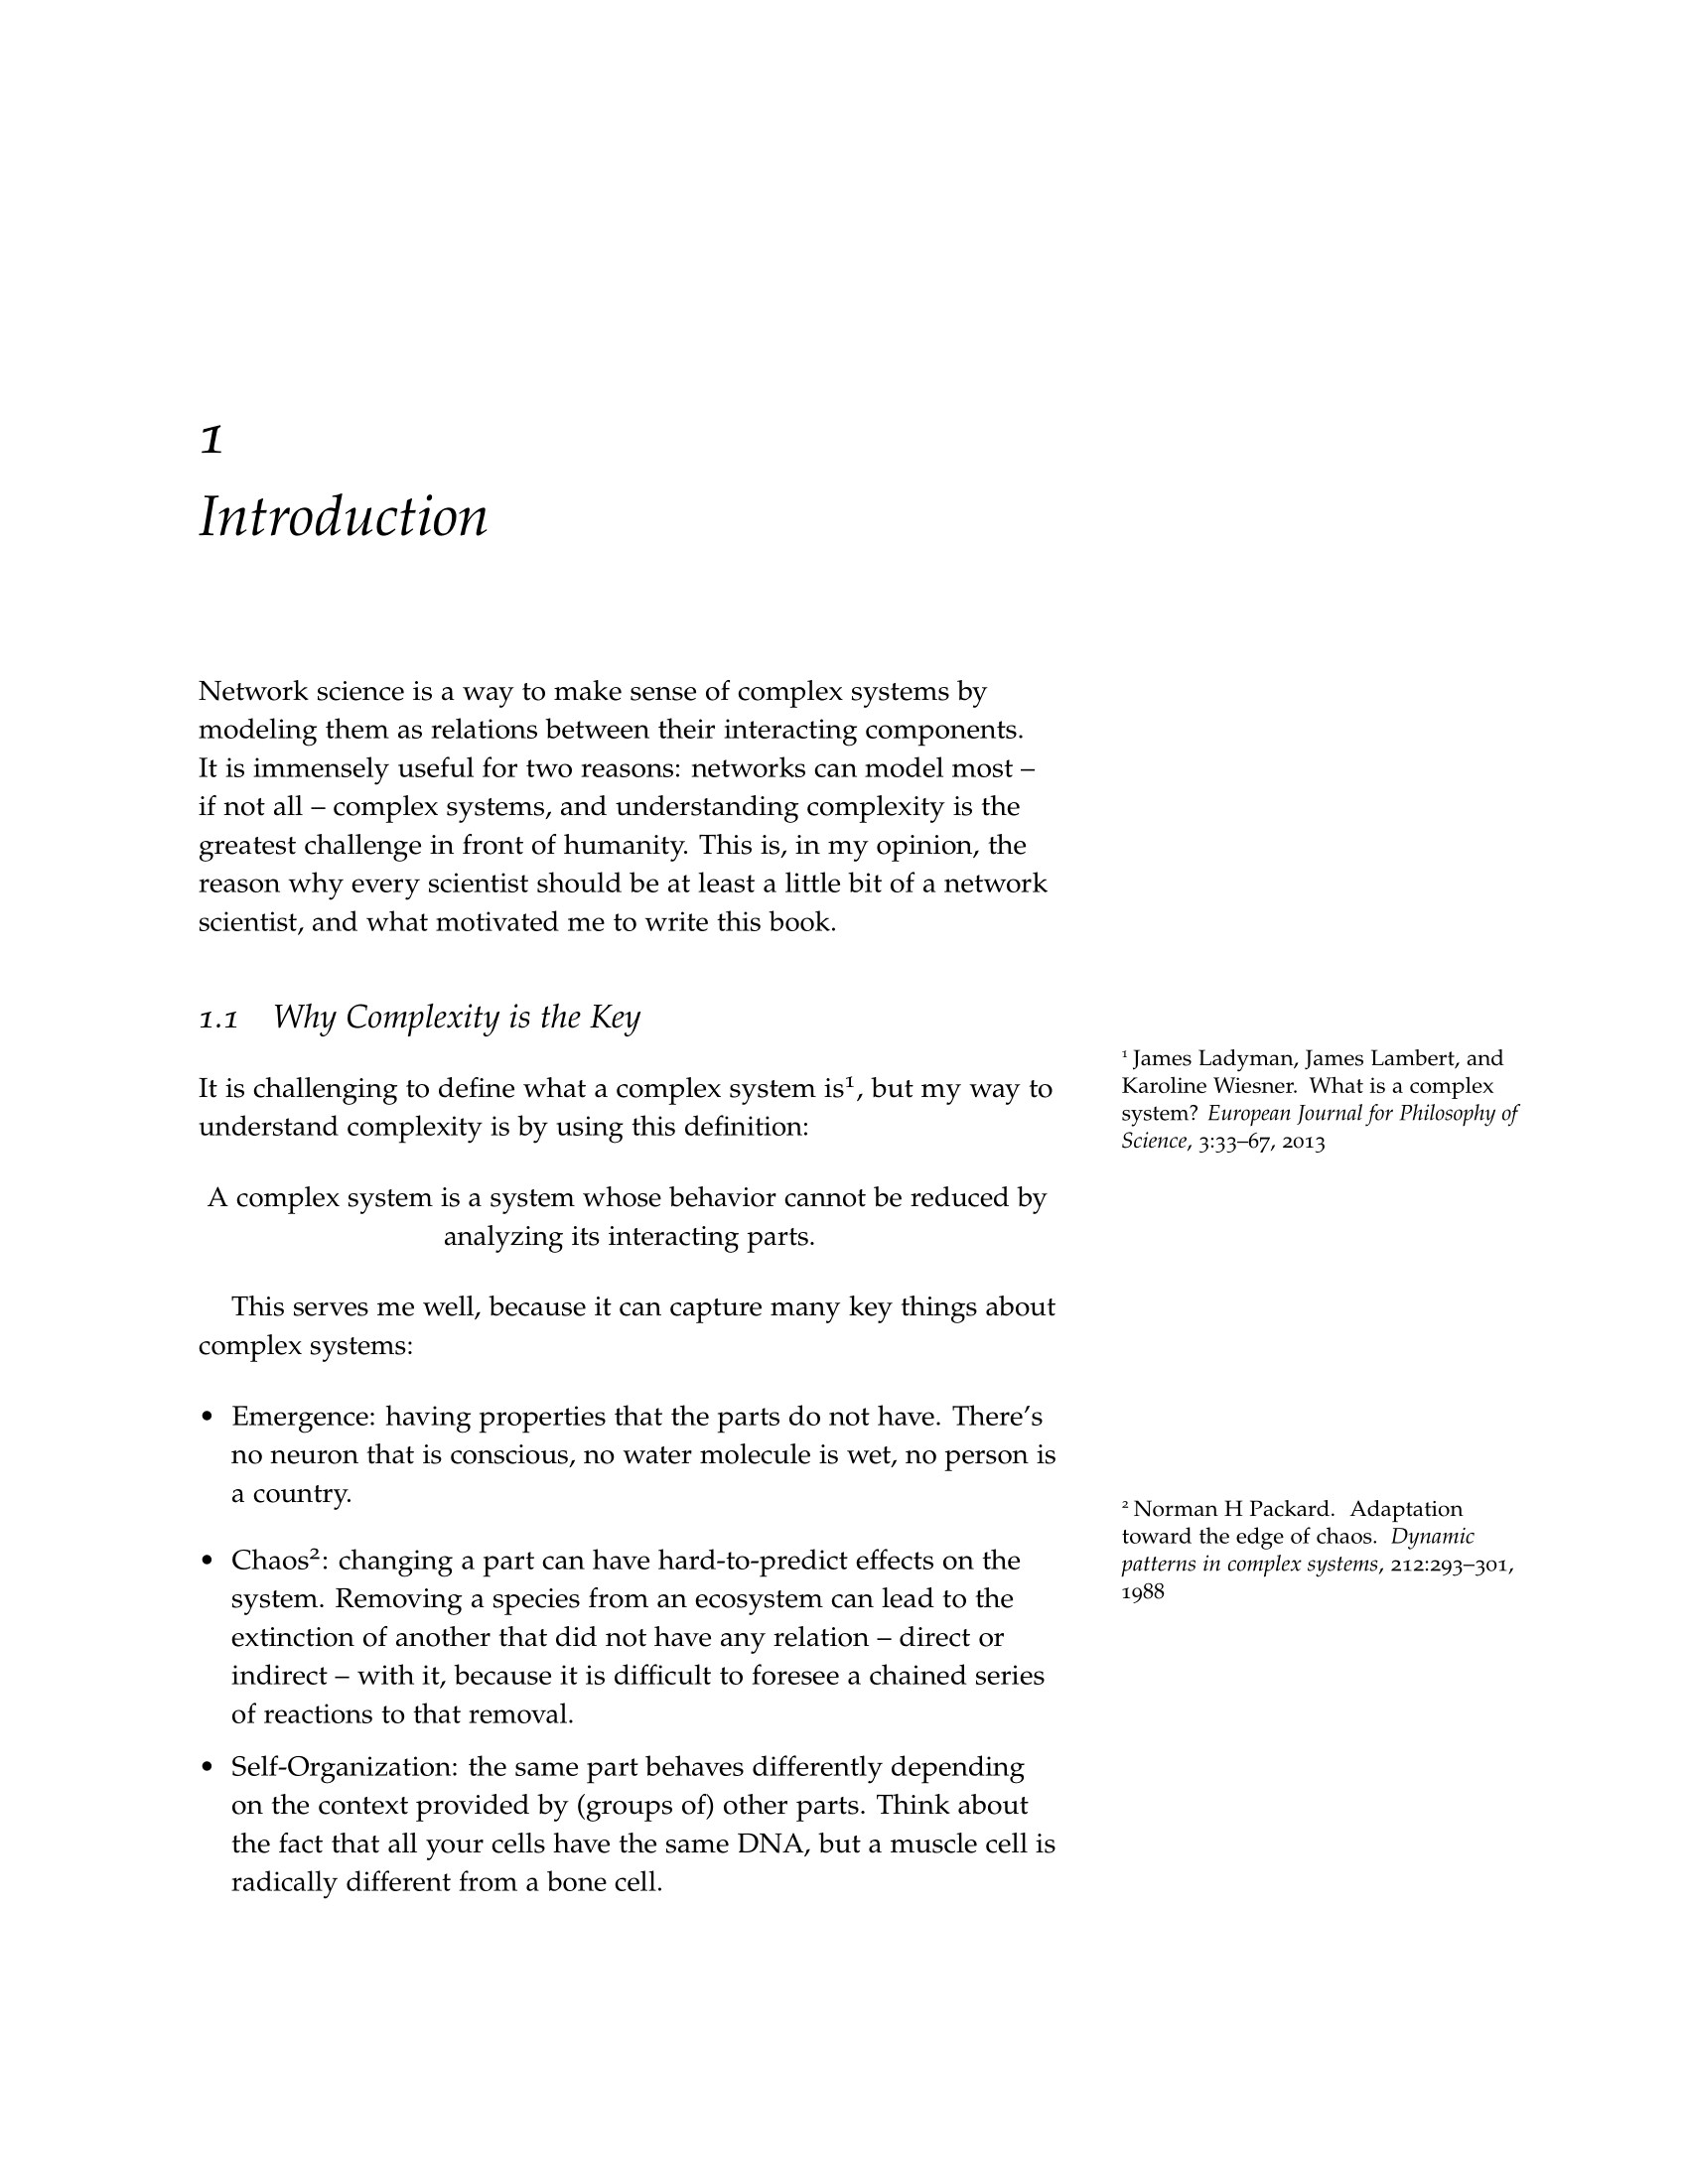 1
Introduction
Network science is a way to make sense of complex systems by
modeling them as relations between their interacting components.
It is immensely useful for two reasons: networks can model most –
if not all – complex systems, and understanding complexity is the
greatest challenge in front of humanity. This is, in my opinion, the
reason why every scientist should be at least a little bit of a network
scientist, and what motivated me to write this book.
1.1 Why Complexity is the Key
It is challenging to define what a complex system is¹, but my way to
understand complexity is by using this definition:
A complex system is a system whose behavior cannot be reduced by
analyzing its interacting parts.
This serves me well, because it can capture many key things about
complex systems:
• Emergence: having properties that the parts do not have. There's
no neuron that is conscious, no water molecule is wet, no person is
a country.
• Chaos²: changing a part can have hard-to-predict effects on the
system. Removing a species from an ecosystem can lead to the
extinction of another that did not have any relation – direct or
indirect – with it, because it is difficult to foresee a chained series
of reactions to that removal.
• Self-Organization: the same part behaves differently depending
on the context provided by (groups of) other parts. Think about
the fact that all your cells have the same DNA, but a muscle cell is
radically different from a bone cell.
¹ James Ladyman, James Lambert, and
Karoline Wiesner. What is a complex
system? European Journal for Philosophy of
Science, 3:33–67, 2013
² Norman H Packard. Adaptation
toward the edge of chaos. Dynamic
patterns in complex systems, 212:293–301,
1988